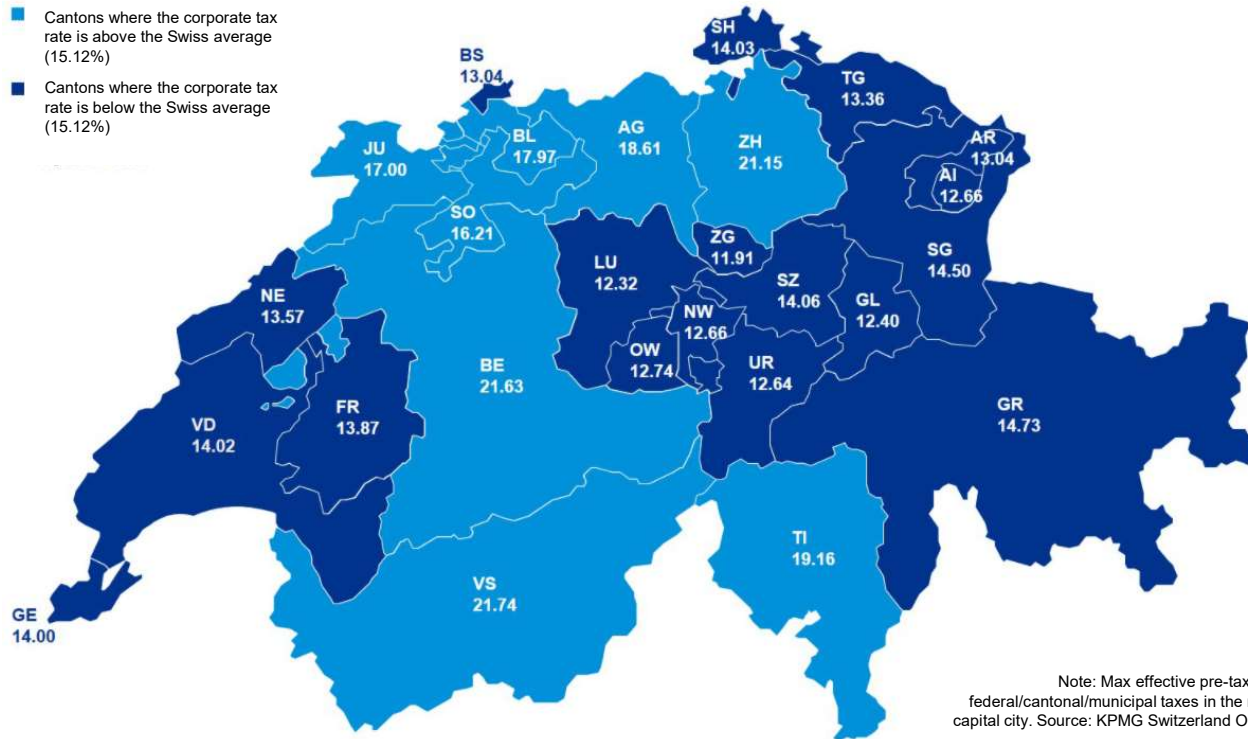 Cantons where the corporate tax
rate is above the Swiss average
(15.12%)
Cantons where the corporate tax
rate is below the Swiss average
(15.12%)
SH
14.03
BS
13.04
TG
13.36
JU
17.00
BL
17.97
AG
18.61
ZH
21.15
AR
13.04
AI
12.66
SO
16.21
ZG
11.91
LU
12.32
SZ
14.06
SG
14.50
NE
13.57
GL
12.40
NW
12.66
OW
12.74
BE
21.63
UR
12.64
FR
13.87
GR
14.73
VD
14.02
TI
19.16
VS
21.74
GE
14.00
Note: Max effective pre-tax
federal/cantonal/municipal taxes in the
capital city. Source: KPMG Switzerland